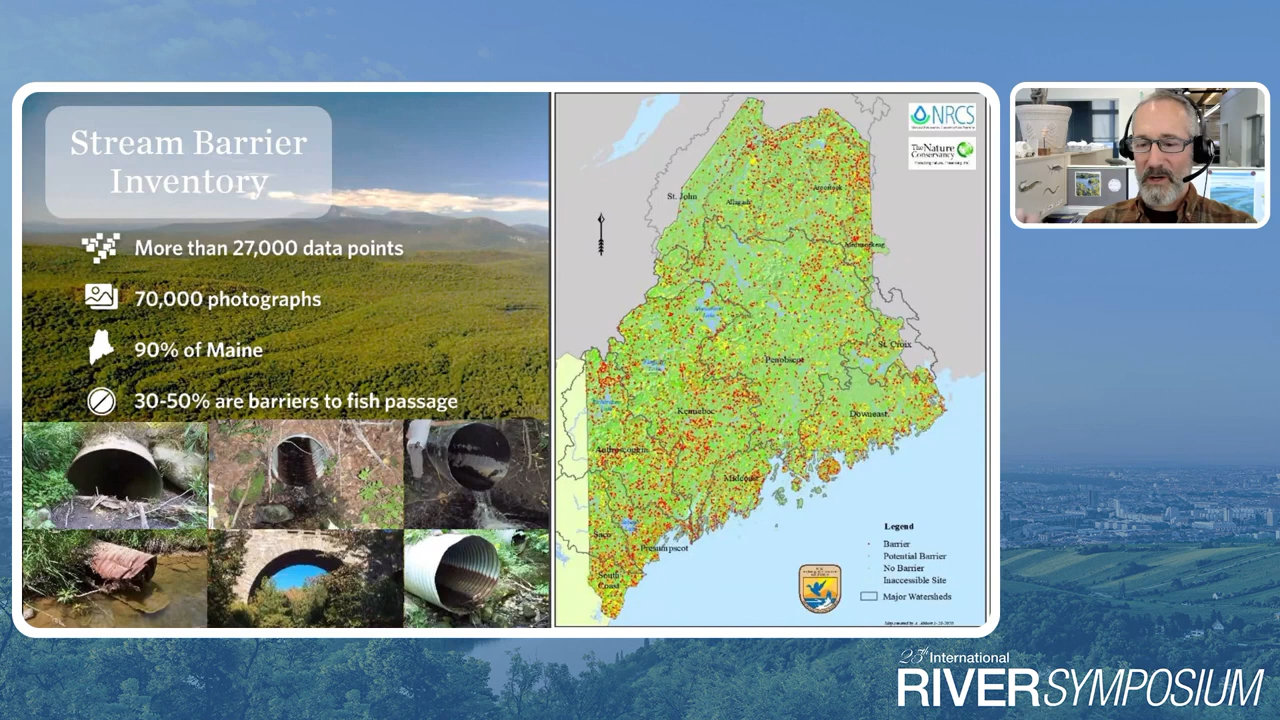 Stream Barrier
Inventory
More than 27,000 data points
70,000 photographs
90% of Maine
30-50% are barriers to fish passage
NRCS
The Nature
Conservancy
St. John
Allagash
Aroostook
Penobscot
St. Croix
Kennebec
Downeast
Androscoggin
Midcoast
Saco
Presumpscot
South
Coast
Legend
Barrier
Potential Barrier
No Barrier
Inaccessible Site
Major Watersheds
25th International
RIVERSYMPOSIUM